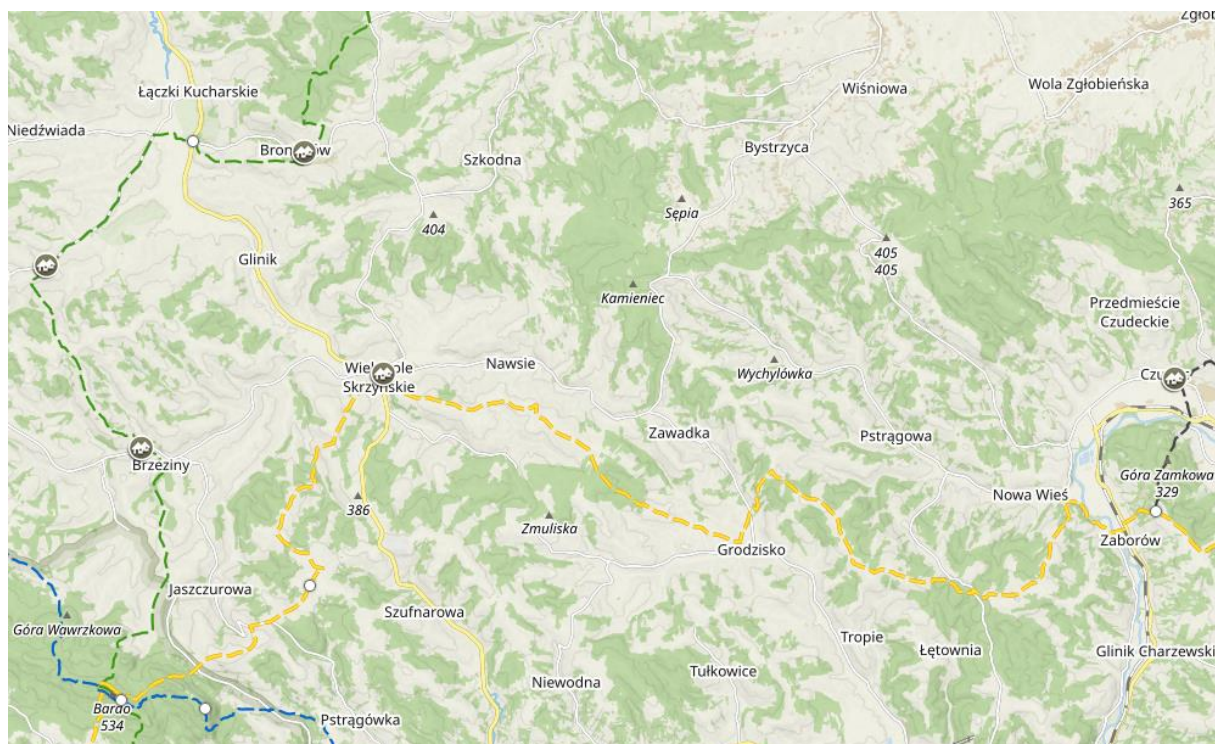 Łączki Kucharskie
Niedźwiada
Szkodna
Wiśniowa
Wola Zgłobieńska
Bystrzyca
Sępia
365
404
405
405
Glinik
Kamieniec
Przedmieście
Czudeckie
Nawsie
Skrzyńskie
Wychylówka
Zawadka
Pstrągowa
Brzeziny
Góra Zamkowa
329
Nowa Wieś
386
Zmuliska
Zaborów
Grodzisko
Jaszczurowa
Szufnarowa
Góra Wawrzkowa
Tropie
Łętownia
Glinik Charzewski
Tułkowice
Niewodna
Bardo
534
Pstrągówka